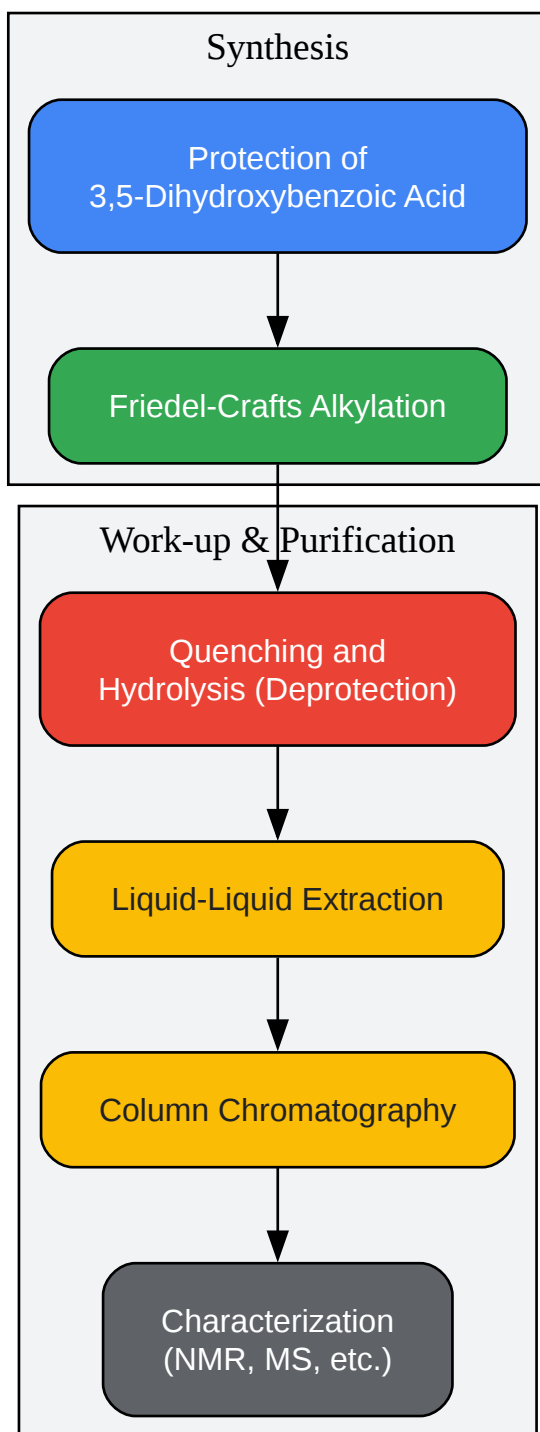 Synthesis
Protection of
3,5-Dihydroxybenzoic Acid
Friedel-Crafts Alkylation
Work-up & Purification
Quenching and
Hydrolysis (Deprotection)
Liquid-Liquid Extraction
Column Chromatography
Characterization
(NMR, MS, etc.)